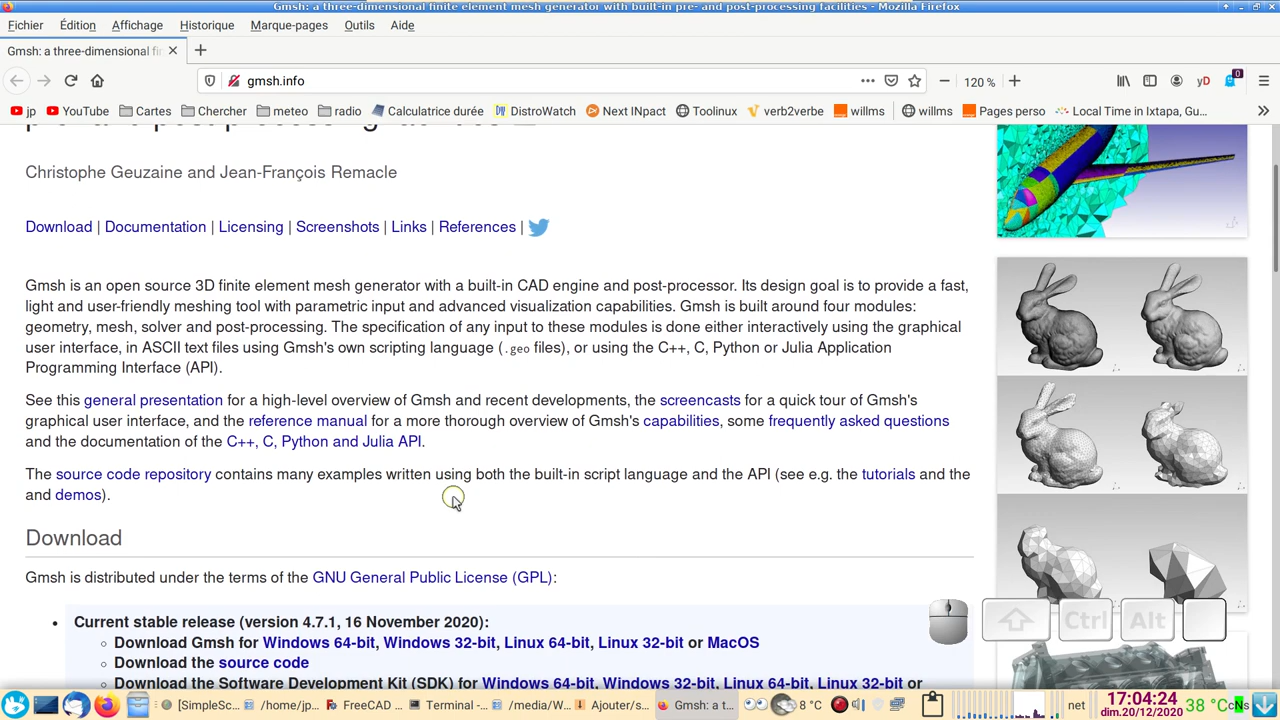 Gmsh: a three-dimensional finite element mesh generator with built-in pre- and post-processing facilities - Mozilla Firefox
Fichier Édition Affichage Historique Marque-pages Outils Aide
Gmsh: a three-dimensional fin
gmsh.info
120 %
jp YouTube Cartes Chercher meteo radio Calculatrice durée DistroWatch Next INpact Toolinux verb2verbe willms willms Pages perso Local Time in Ixtapa, Gu…
Christophe Geuzaine and Jean-François Remacle
Download | Documentation | Licensing | Screenshots | Links | References |
Gmsh is an open source 3D finite element mesh generator with a built-in CAD engine and post-processor. Its design goal is to provide a fast,
light and user-friendly meshing tool with parametric input and advanced visualization capabilities. Gmsh is built around four modules:
geometry, mesh, solver and post-processing. The specification of any input to these modules is done either interactively using the graphical
user interface, in ASCII text files using Gmsh's own scripting language (.geo files), or using the C++, C, Python or Julia Application
Programming Interface (API).
See this general presentation for a high-level overview of Gmsh and recent developments, the screencasts for a quick tour of Gmsh's
graphical user interface, and the reference manual for a more thorough overview of Gmsh's capabilities, some frequently asked questions
and the documentation of the C++, C, Python and Julia API.
The source code repository contains many examples written using both the built-in script language and the API (see e.g. the tutorials and the
and demos).
Download
Gmsh is distributed under the terms of the GNU General Public License (GPL):
Current stable release (version 4.7.1, 16 November 2020):
Download Gmsh for Windows 64-bit, Windows 32-bit, Linux 64-bit, Linux 32-bit or MacOS
Download the source code
Download the Software Development Kit (SDK) for Windows 64-bit, Windows 32-bit, Linux 64-bit, Linux 32-bit or
Ctrl Alt
[SimpleSc… /home/jp… FreeCAD … Terminal -… /media/W… Ajouter/s… Gmsh: a t… 8 °C net 17:04:24 38 °C
dim.20/12/2020